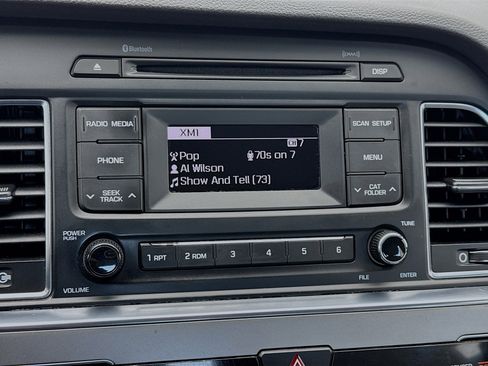 Bluetooth
DISP
RADIO MEDIA
SCAN SETUP
XM1
CH 7
Pop 70s on 7
PHONE
MENU
Al Wilson
Show And Tell (73)
SEEK TRACK
CAT FOLDER
POWER PUSH
TUNE
1 RPT 2 RDM 3 4 5 6
VOLUME
FILE ENTER